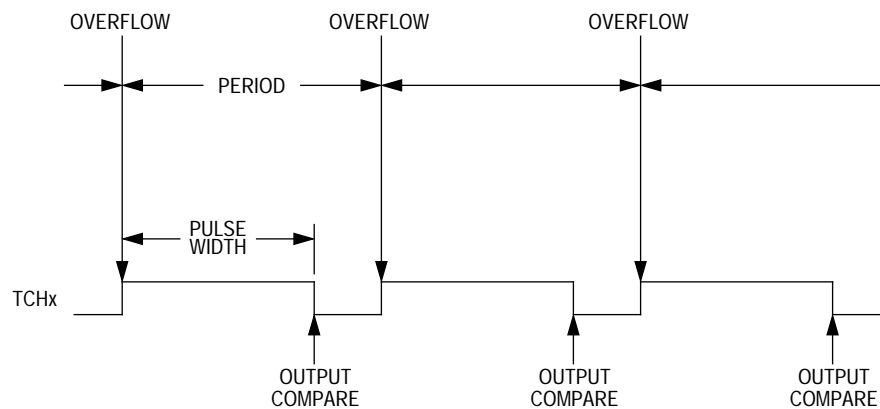 OVERFLOW
OVERFLOW
OVERFLOW
PERIOD
PULSE
WIDTH
TCHx
OUTPUT
COMPARE
OUTPUT
COMPARE
OUTPUT
COMPARE